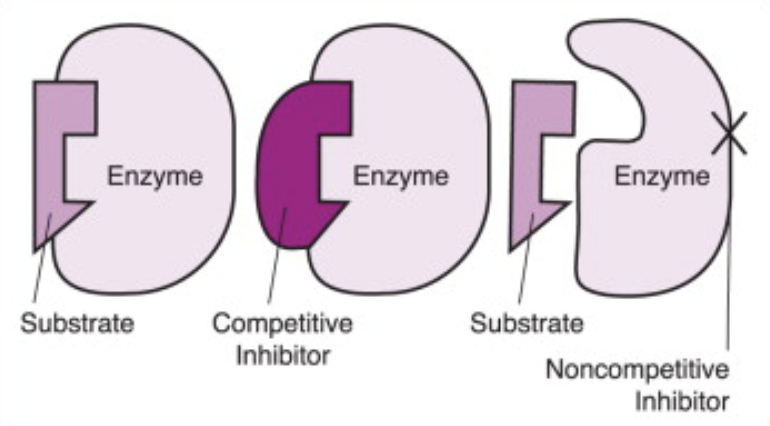 Enzyme
Enzyme
Enzyme
Substrate
Competitive
Inhibitor
Substrate
Noncompetitive
Inhibitor